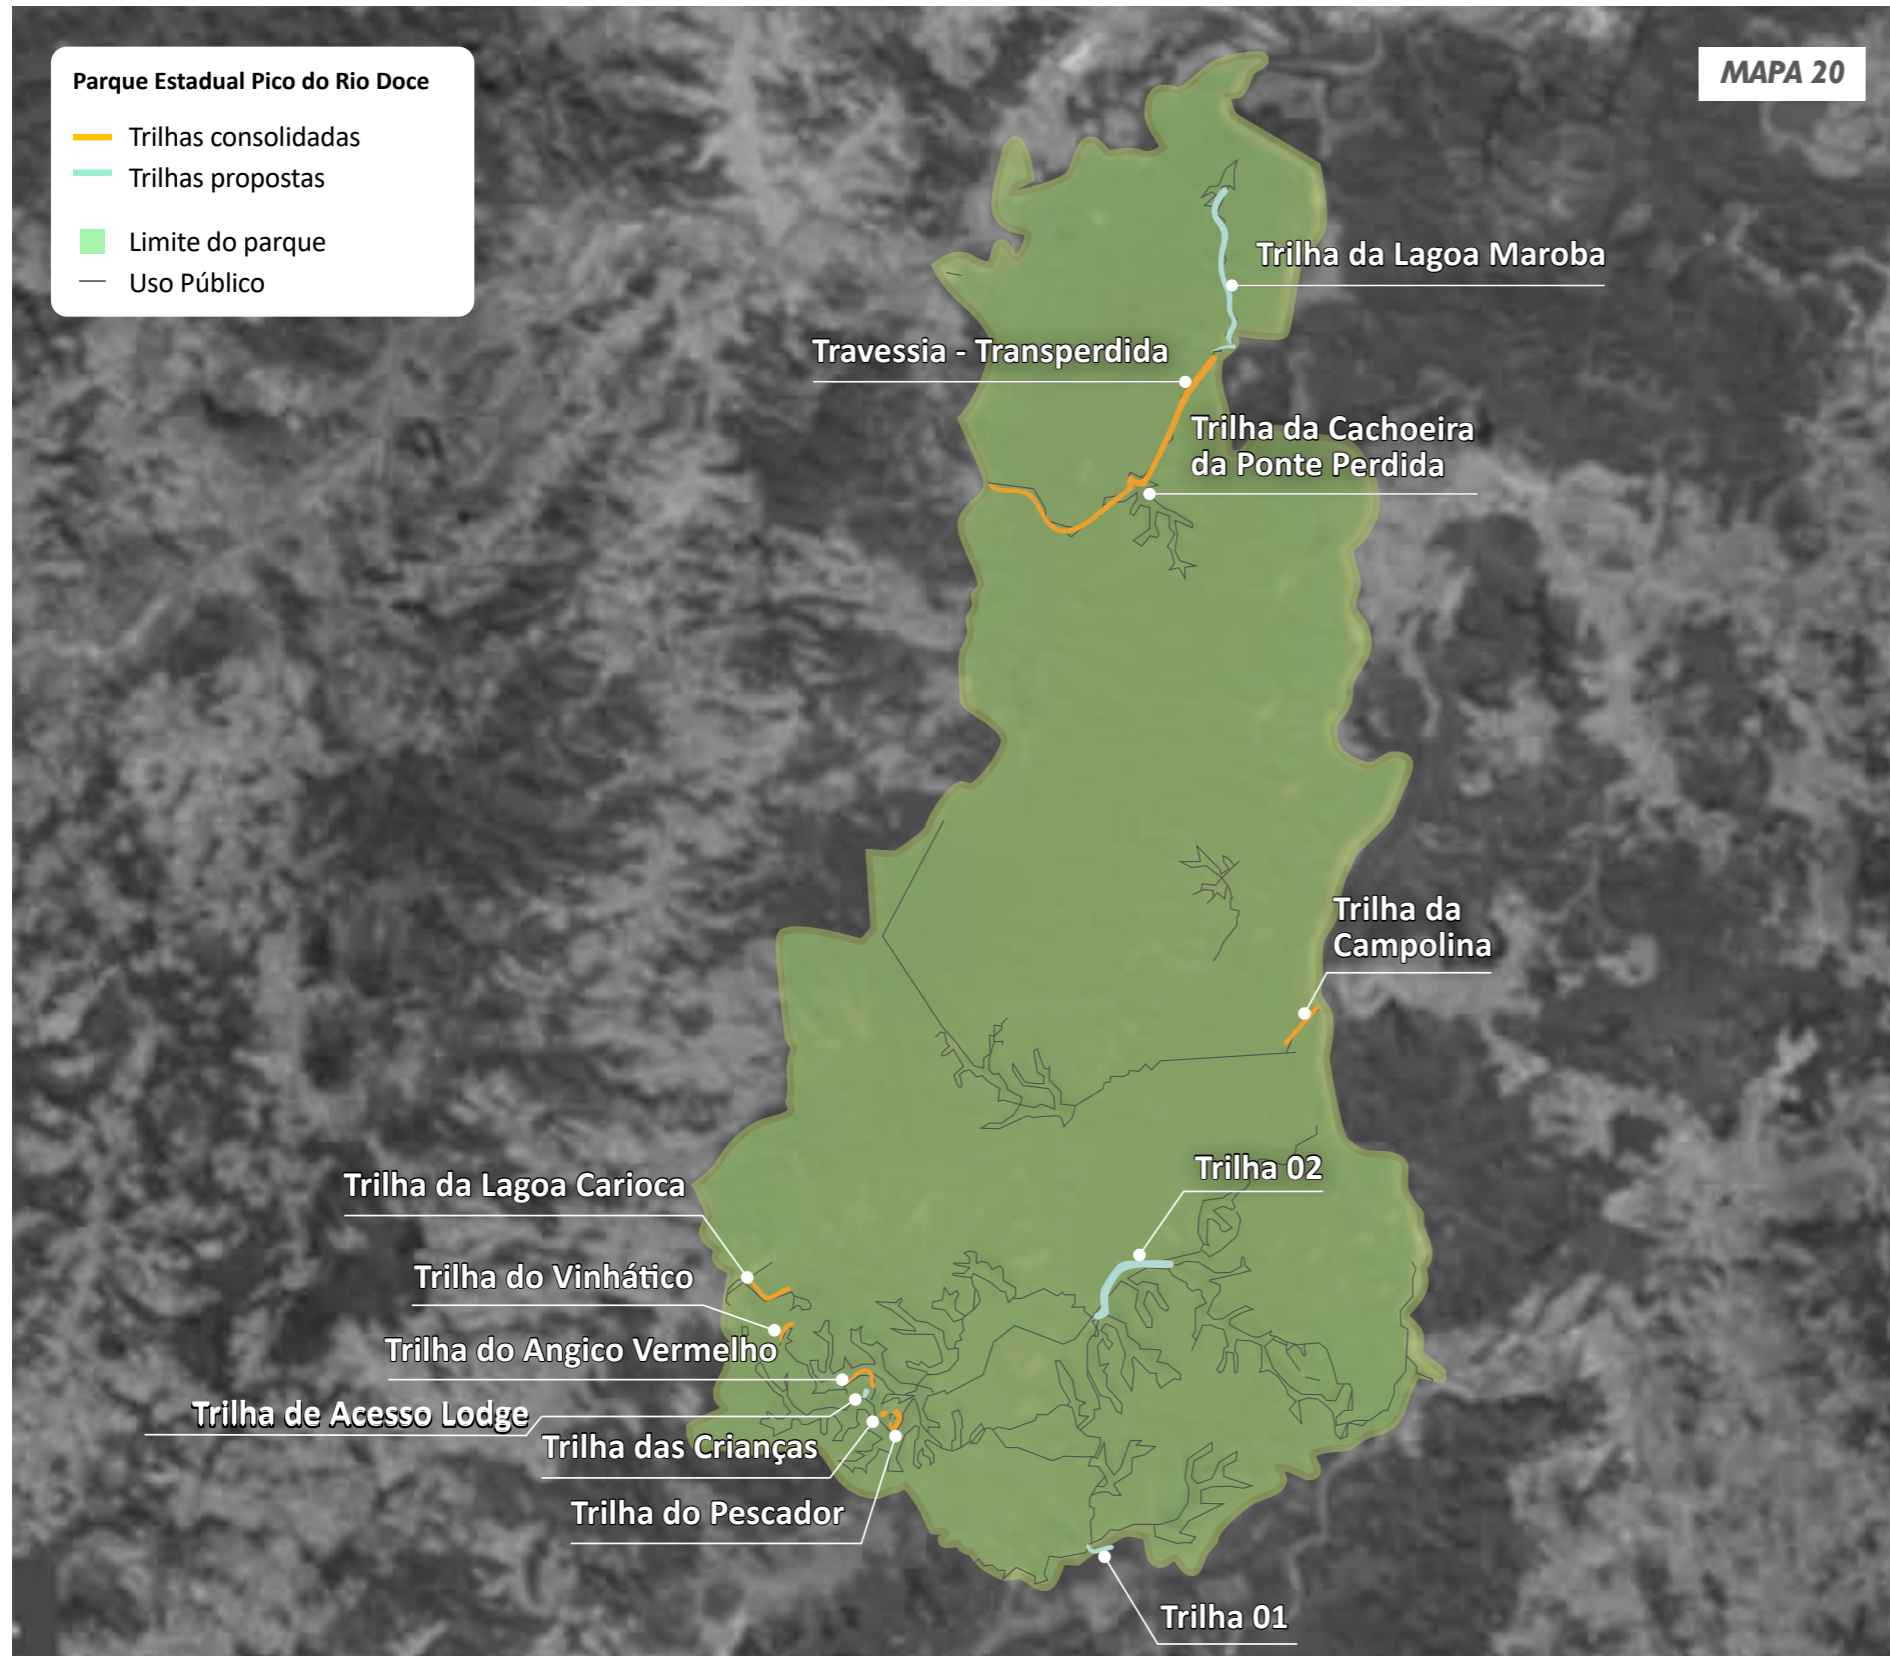 Parque Estadual Pico do Rio Doce
Trilhas consolidadas
Trilhas propostas
Limite do parque
Uso Público
MAPA 20
Trilha da Lagoa Maroba
Travessia - Transperdida
Trilha da Cachoeira
da Ponte Perdida
Trilha da
Campolina
Trilha 02
Trilha da Lagoa Carioca
Trilha do Vinhático
Trilha do Angico Vermelho
Trilha de Acesso Lodge
Trilha das Crianças
Trilha do Pescador
Trilha 01